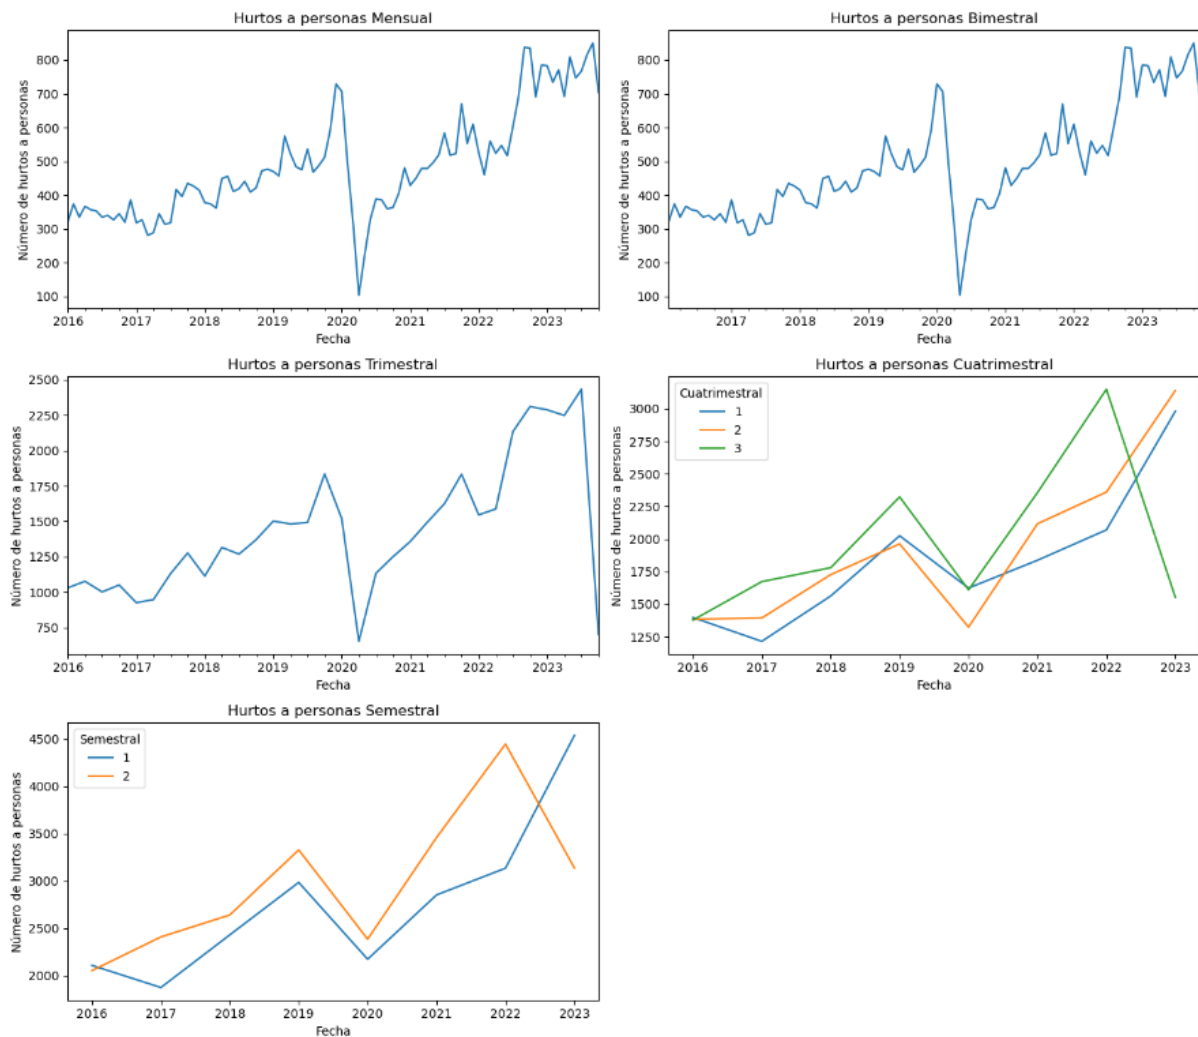 Hurtos a personas Mensual
Número de hurtos a personas
800
700
600
500
400
300
200
100
2016 2017 2018 2019 2020 2021 2022 2023
Fecha
Hurtos a personas Bimestral
Número de hurtos a personas
800
700
600
500
400
300
200
100
2017 2018 2019 2020 2021 2022 2023
Fecha
Hurtos a personas Trimestral
Número de hurtos a personas
2500
2250
2000
1750
1500
1250
1000
750
2016 2017 2018 2019 2020 2021 2022 2023
Fecha
Hurtos a personas Cuatrimestral
Número de hurtos a personas
Cuatrimestral
1
2
3
3000
2750
2500
2250
2000
1750
1500
1250
2016 2017 2018 2019 2020 2021 2022 2023
Fecha
Hurtos a personas Semestral
Número de hurtos a personas
Semestral
1
2
4500
4000
3500
3000
2500
2000
2016 2017 2018 2019 2020 2021 2022 2023
Fecha